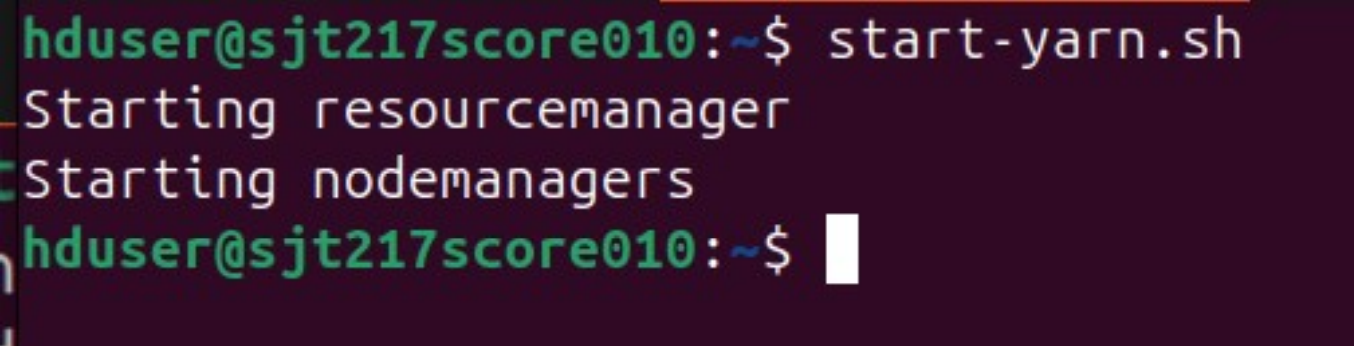 hduser@sjt217score010:~$ start-yarn.sh
Starting resourcemanager
Starting nodemanagers
hduser@sjt217score010:~$